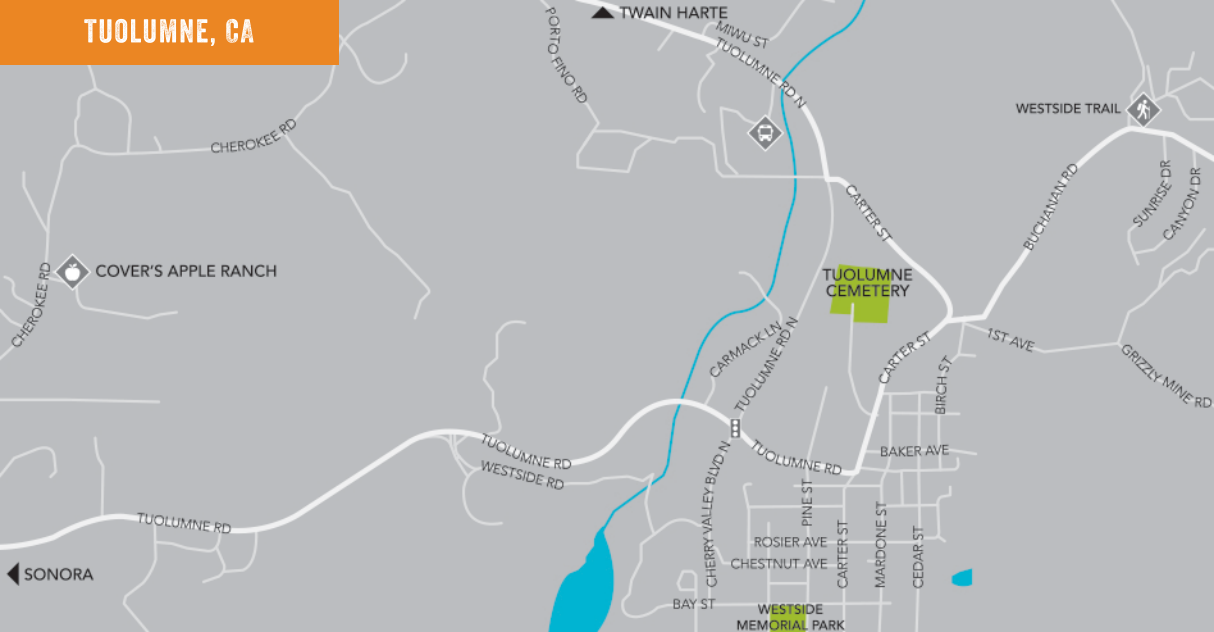 TUOLUMNE, CA
TWAIN HARTE
MIWU ST
TUOLUMNE RD N
PORTO FINO RD
WESTSIDE TRAIL
CHEROKEE RD
BUCHANAN RD
SUNRISE DR
CANYON DR
CARTER ST
COVER'S APPLE RANCH
CHEROKEE RD
TUOLUMNE
CEMETERY
CARMACK LN
TUOLUMNE RD N
CARTER ST
1ST AVE
GRIZZLY MINE RD
BIRCH ST
TUOLUMNE RD
WESTSIDE RD
TUOLUMNE RD
BAKER AVE
CHERRY VALLEY BLVD N
PINE ST
TUOLUMNE RD
CARTER ST
MARDONE ST
CEDAR ST
ROSIER AVE
CHESTNUT AVE
SONORA
BAY ST
WESTSIDE
MEMORIAL PARK